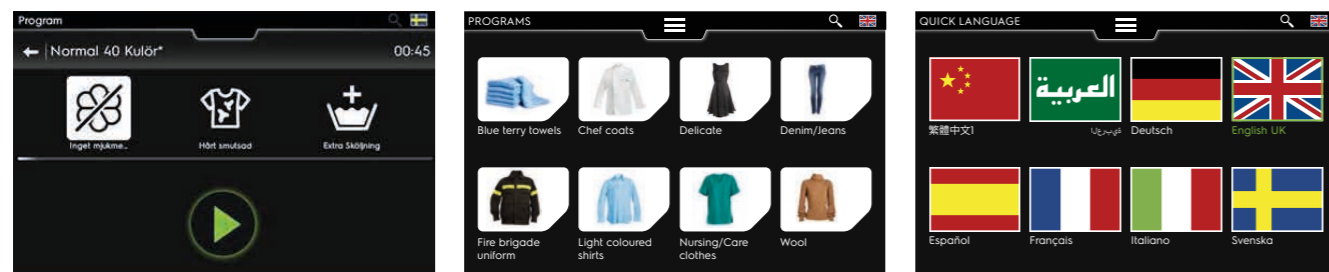 Program
Normal 40 Kulör*
00:45
Inget mjukme...
Hårt smutsad
Extra Sköljning
PROGRAMS
Blue terry towels
Chef coats
Delicate
Denim/Jeans
Fire brigade
uniform
Light coloured
shirts
Nursing/Care
clothes
Wool
QUICK LANGUAGE
العربية
繁體中文1
Deutsch
English UK
Español
Français
Italiano
Svenska